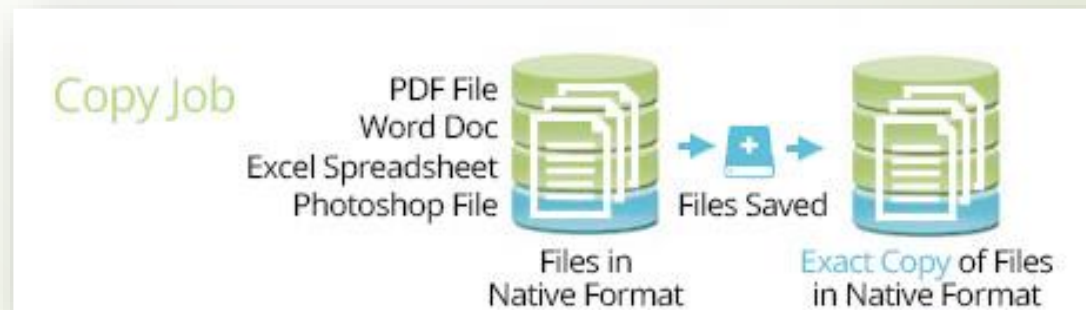 Copy Job
PDF File
Word Doc
Excel Spreadsheet
Photoshop File
Files Saved
Files in
Native Format
Exact Copy of Files
in Native Format